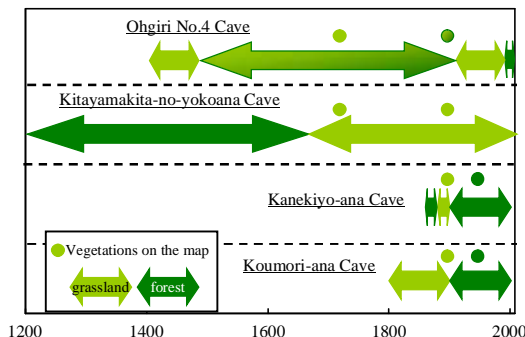 Ohgiri No.4 Cave
Kitayamakita-no-yokoana Cave
Kanekiyo-ana Cave
Koumori-ana Cave
Vegetations on the map
grassland forest
1200 1400 1600 1800 2000